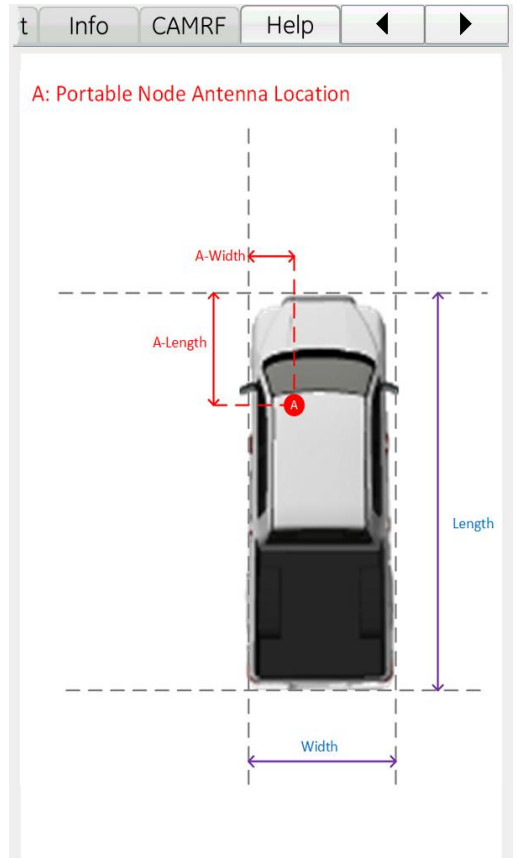 t Info CAMRF Help
A: Portable Node Antenna Location
A-Width
A-Length
A
Length
Width